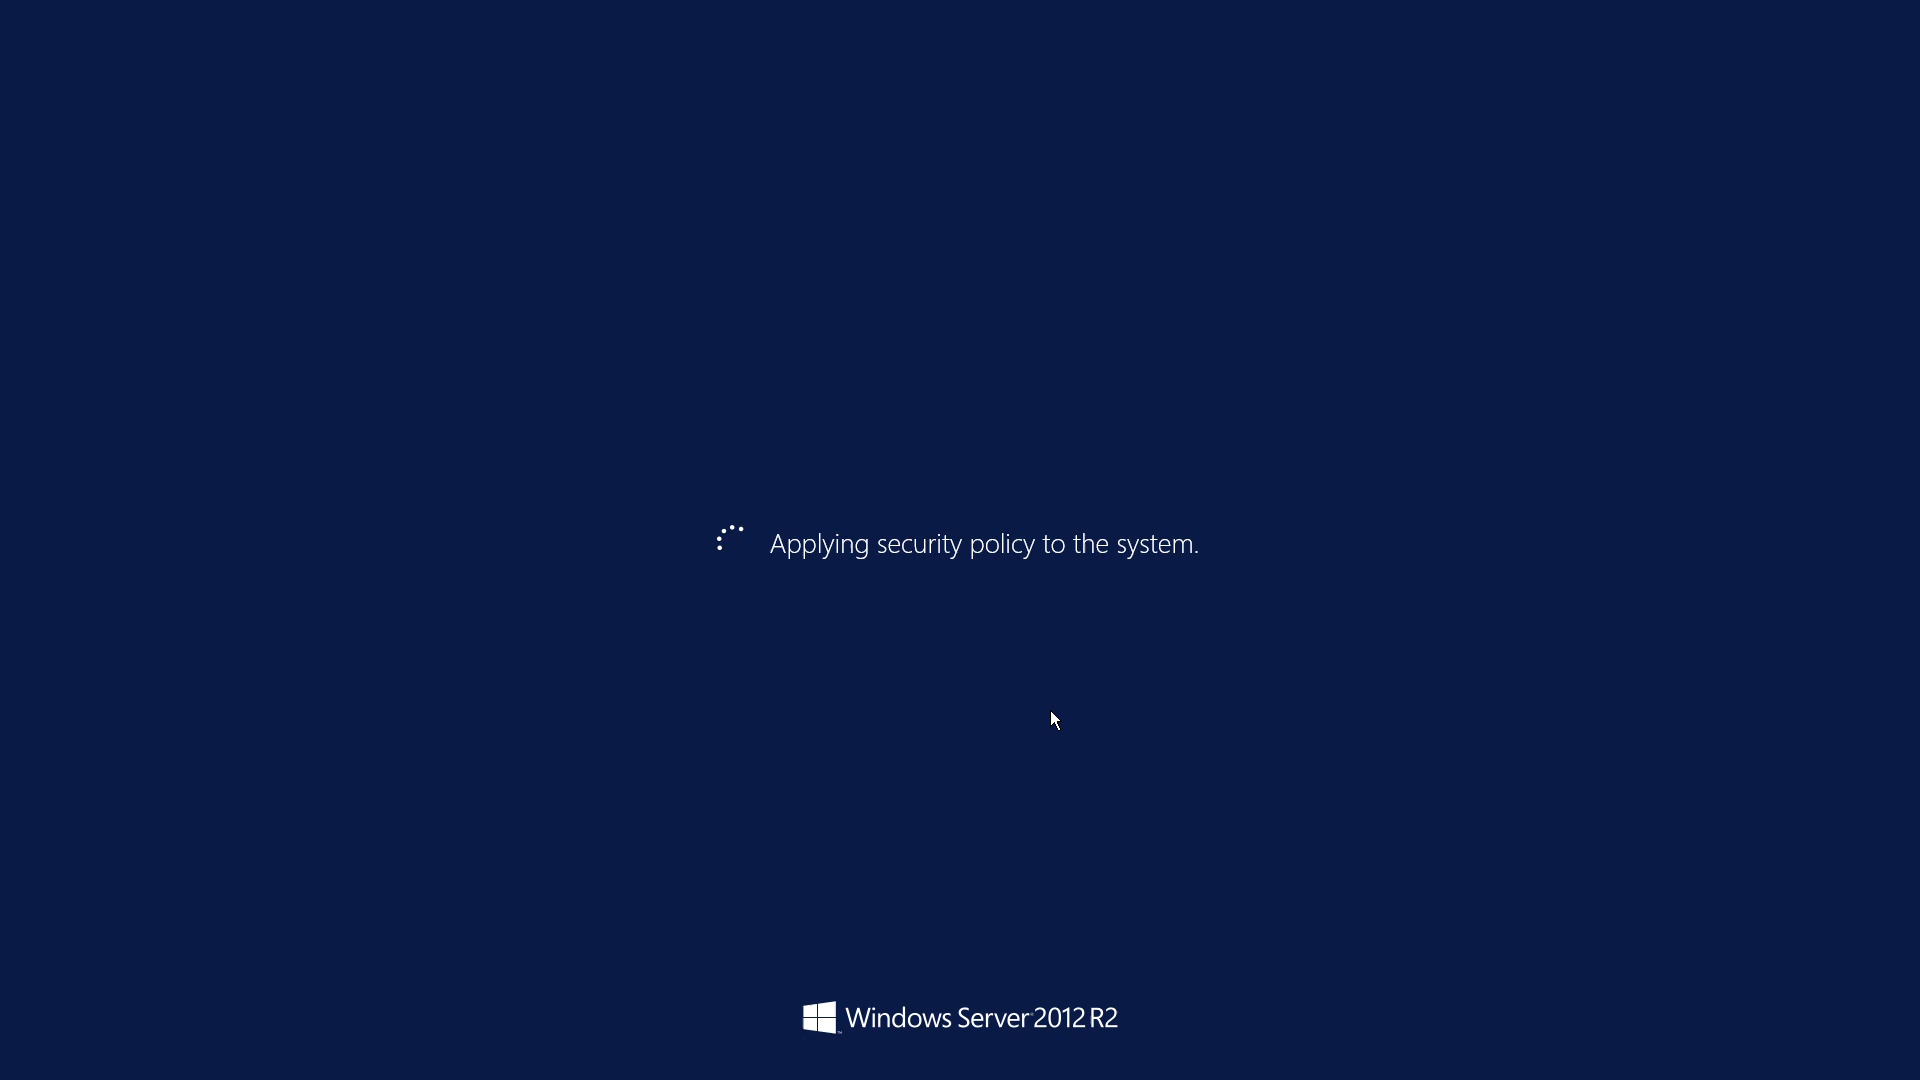 Applying security policy to the system.
Windows Server 2012 R2